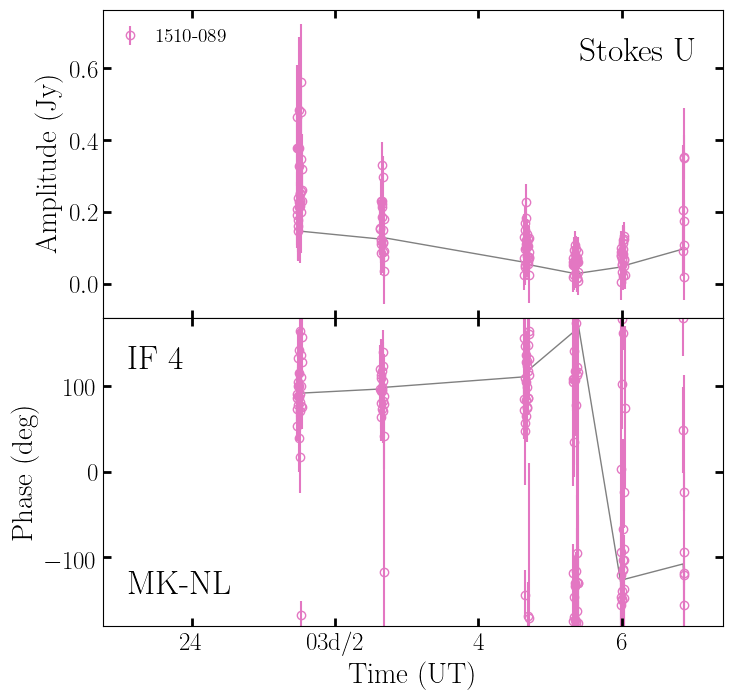 1510-089
Stokes U
Amplitude (Jy)
0.6
0.4
0.2
0.0
IF 4
MK-NL
Phase (deg)
100
0
−100
24
03d/2
4
6
Time (UT)